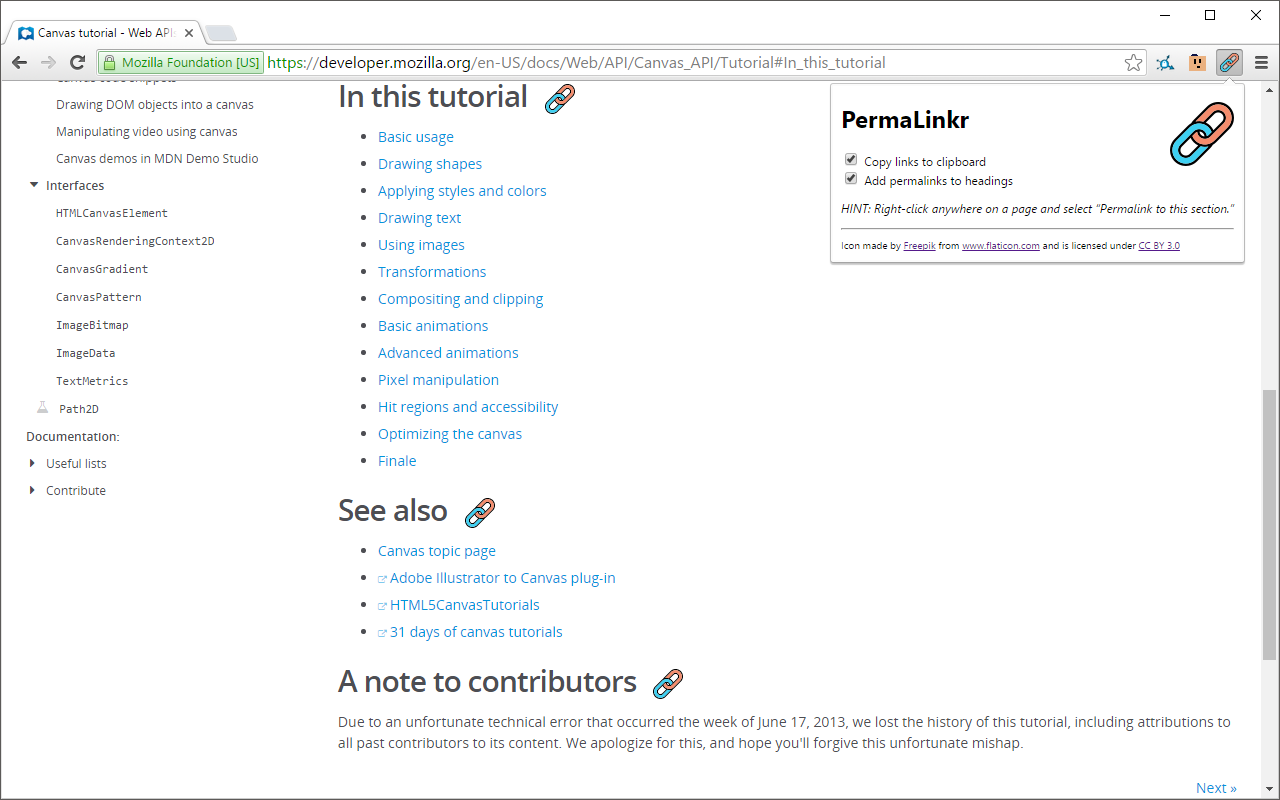 Canvas tutorial - Web API
Mozilla Foundation [US] https://developer.mozilla.org/en-US/docs/Web/API/Canvas_API/Tutorial#In_this_tutorial
Drawing DOM objects into a canvas
Manipulating video using canvas
Canvas demos in MDN Demo Studio
Interfaces
HTMLCanvasElement
CanvasRenderingContext2D
CanvasGradient
CanvasPattern
ImageBitmap
ImageData
TextMetrics
Path2D
Documentation:
Useful lists
Contribute
In this tutorial
Basic usage
Drawing shapes
Applying styles and colors
Drawing text
Using images
Transformations
Compositing and clipping
Basic animations
Advanced animations
Pixel manipulation
Hit regions and accessibility
Optimizing the canvas
Finale
See also
Canvas topic page
Adobe Illustrator to Canvas plug-in
HTML5CanvasTutorials
31 days of canvas tutorials
A note to contributors
Due to an unfortunate technical error that occurred the week of June 17, 2013, we lost the history of this tutorial, including attributions to
all past contributors to its content. We apologize for this, and hope you'll forgive this unfortunate mishap.
Next »
PermaLinkr
Copy links to clipboard
Add permalinks to headings
HINT: Right-click anywhere on a page and select "Permalink to this section."
Icon made by Freepik from www.flaticon.com and is licensed under CC BY 3.0